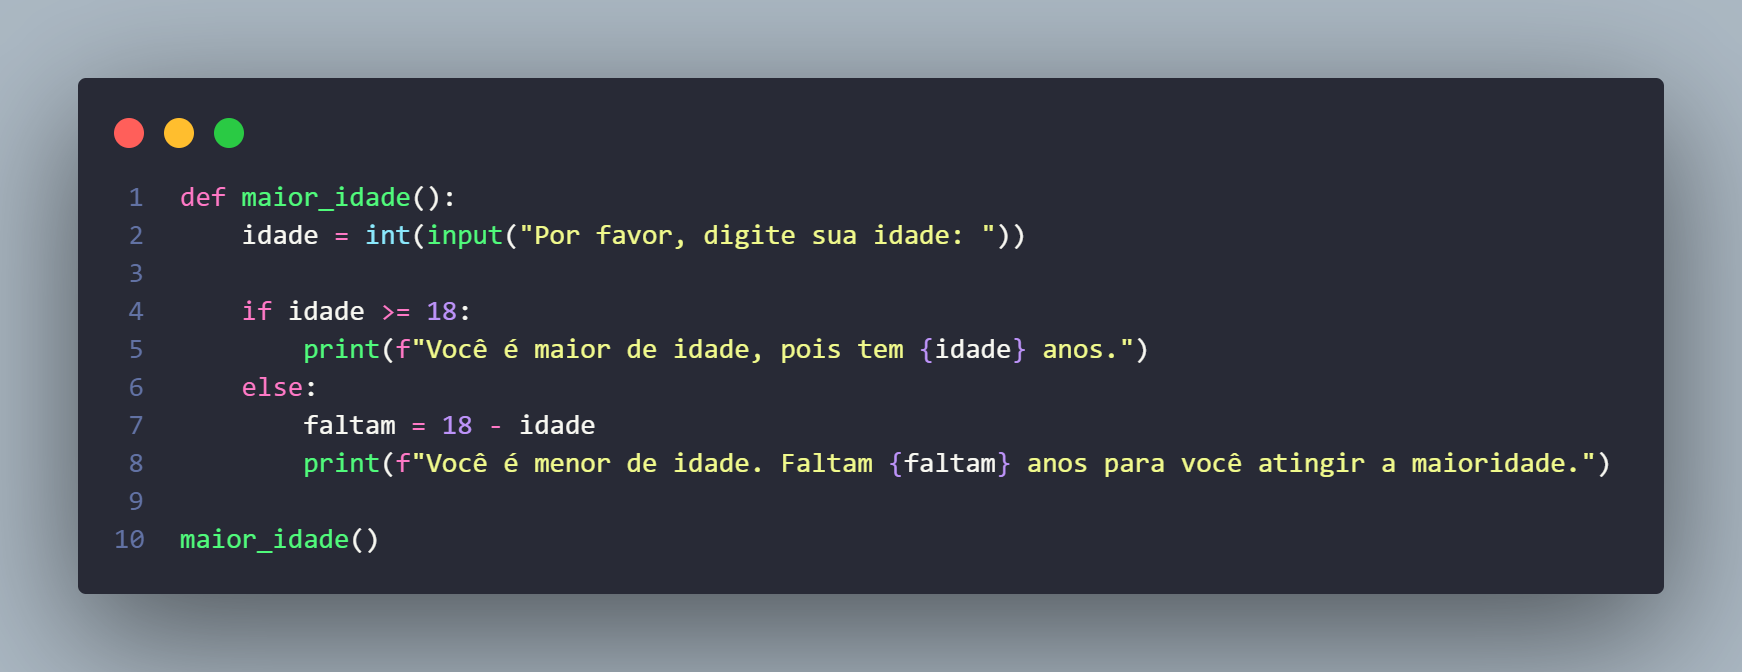 1 def maior_idade():
2     idade = int(input("Por favor, digite sua idade: "))
3
4     if idade >= 18:
5         print(f"Você é maior de idade, pois tem {idade} anos.")
6     else:
7         faltam = 18 - idade
8         print(f"Você é menor de idade. Faltam {faltam} anos para você atingir a maioridade.")
9
10 maior_idade()